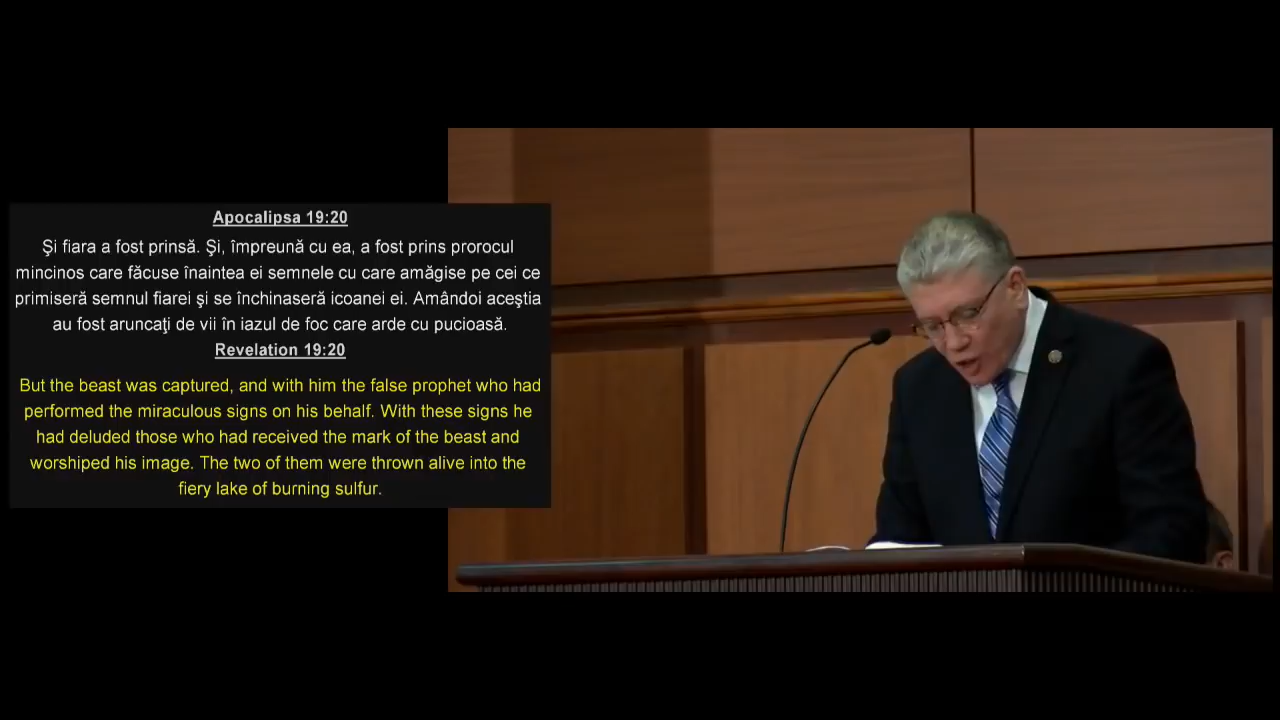 Apocalipsa 19:20
Şi fiara a fost prinsă. Şi, împreună cu ea, a fost prins prorocul
mincinos care făcuse înaintea ei semnele cu care amăgise pe cei ce
primiseră semnul fiarei şi se închinaseră icoanei ei. Amândoi aceştia
au fost aruncaţi de vii în iazul de foc care arde cu pucioasă.
Revelation 19:20
But the beast was captured, and with him the false prophet who had
performed the miraculous signs on his behalf. With these signs he
had deluded those who had received the mark of the beast and
worshiped his image. The two of them were thrown alive into the
fiery lake of burning sulfur.